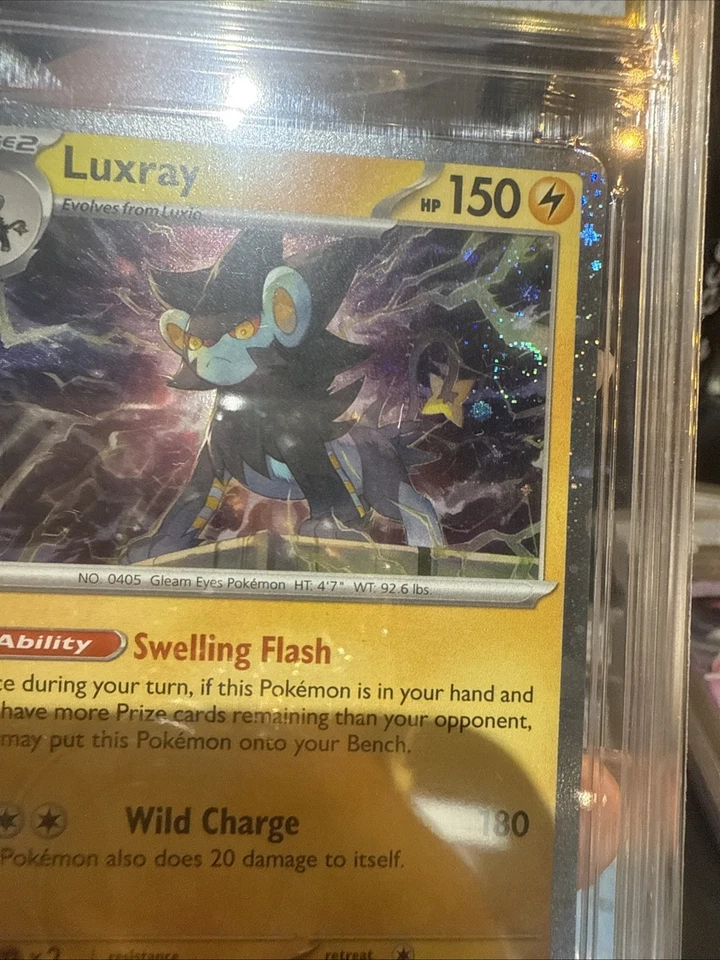 Luxray
HP 150
Evolves from Luxio
NO. 0405 Gleam Eyes Pokémon HT: 4'7" WT: 92.6 lbs.
Ability Swelling Flash
during your turn, if this Pokémon is in your hand and
have more Prize cards remaining than your opponent,
may put this Pokémon onto your Bench.
Wild Charge 180
Pokémon also does 20 damage to itself.
×2 resistance retreat